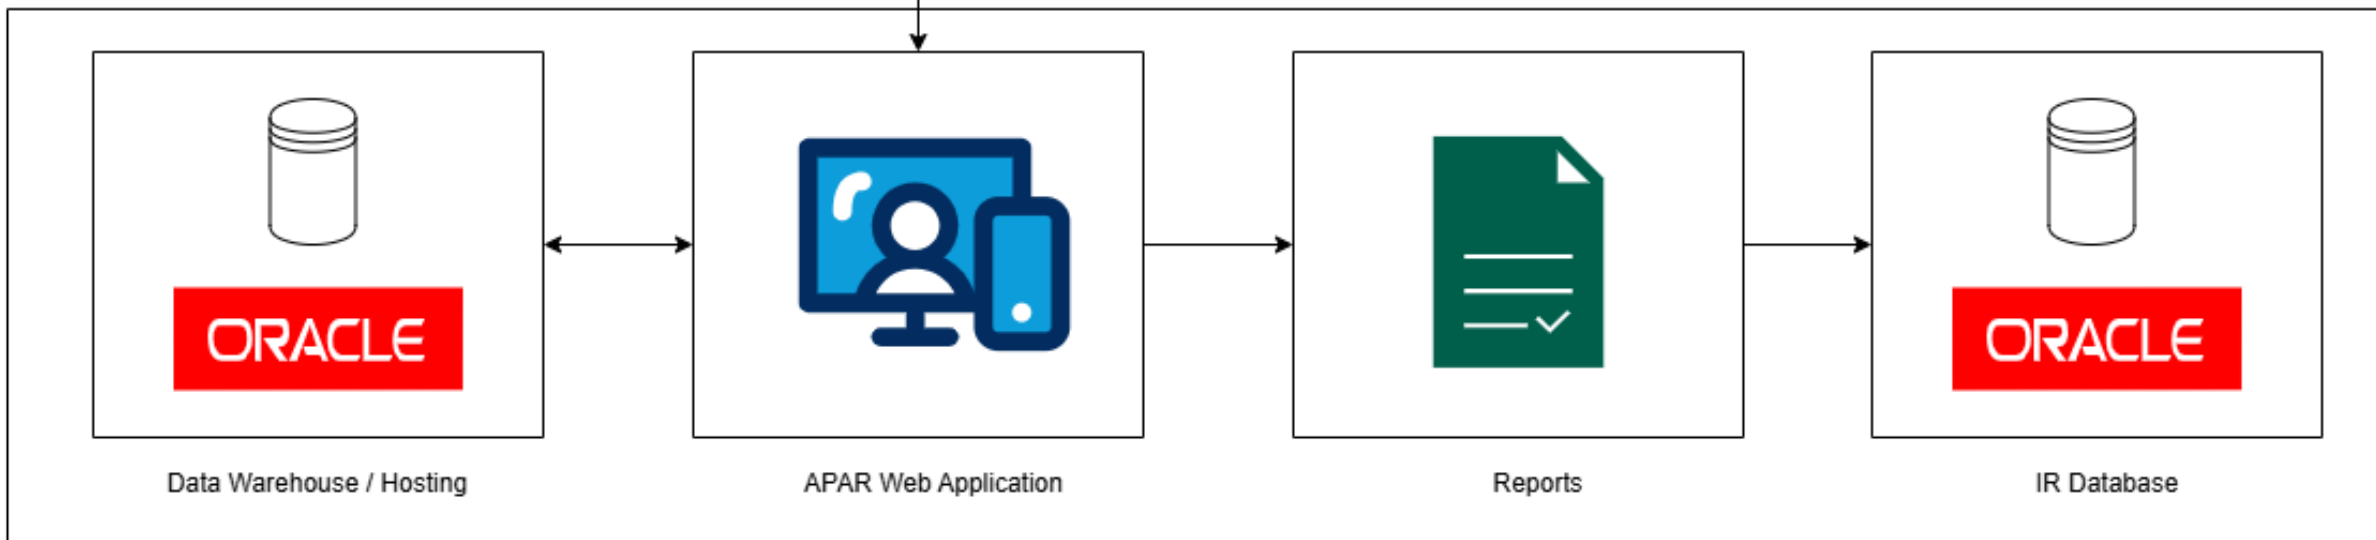 ORACLE
ORACLE
Data Warehouse / Hosting
APAR Web Application
Reports
IR Database